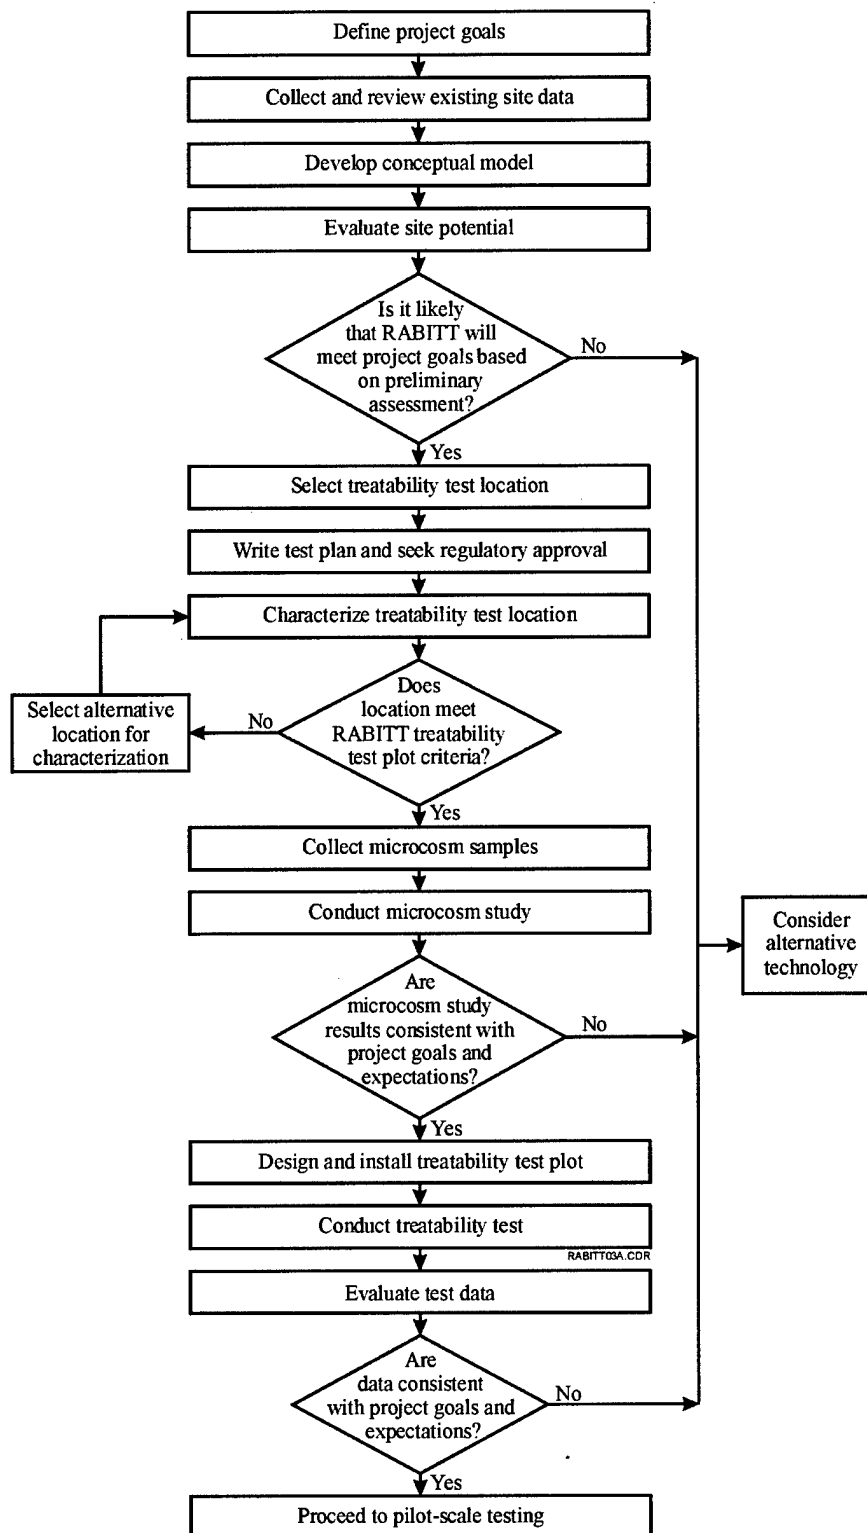 Define project goals
Collect and review existing site data
Develop conceptual model
Evaluate site potential
Is it likely
that RABITT will
meet project goals based
on preliminary
assessment?
No
Yes
Select treatability test location
Write test plan and seek regulatory approval
Characterize treatability test location
Does
location meet
RABITT treatability
test plot criteria?
No
Select alternative
location for
characterization
Yes
Collect microcosm samples
Conduct microcosm study
Consider
alternative
technology
Are
microcosm study
results consistent with
project goals and
expectations?
No
Yes
Design and install treatability test plot
Conduct treatability test
RABITT03A.CDR
Evaluate test data
Are
data consistent
with project goals and
expectations?
No
Yes
Proceed to pilot-scale testing